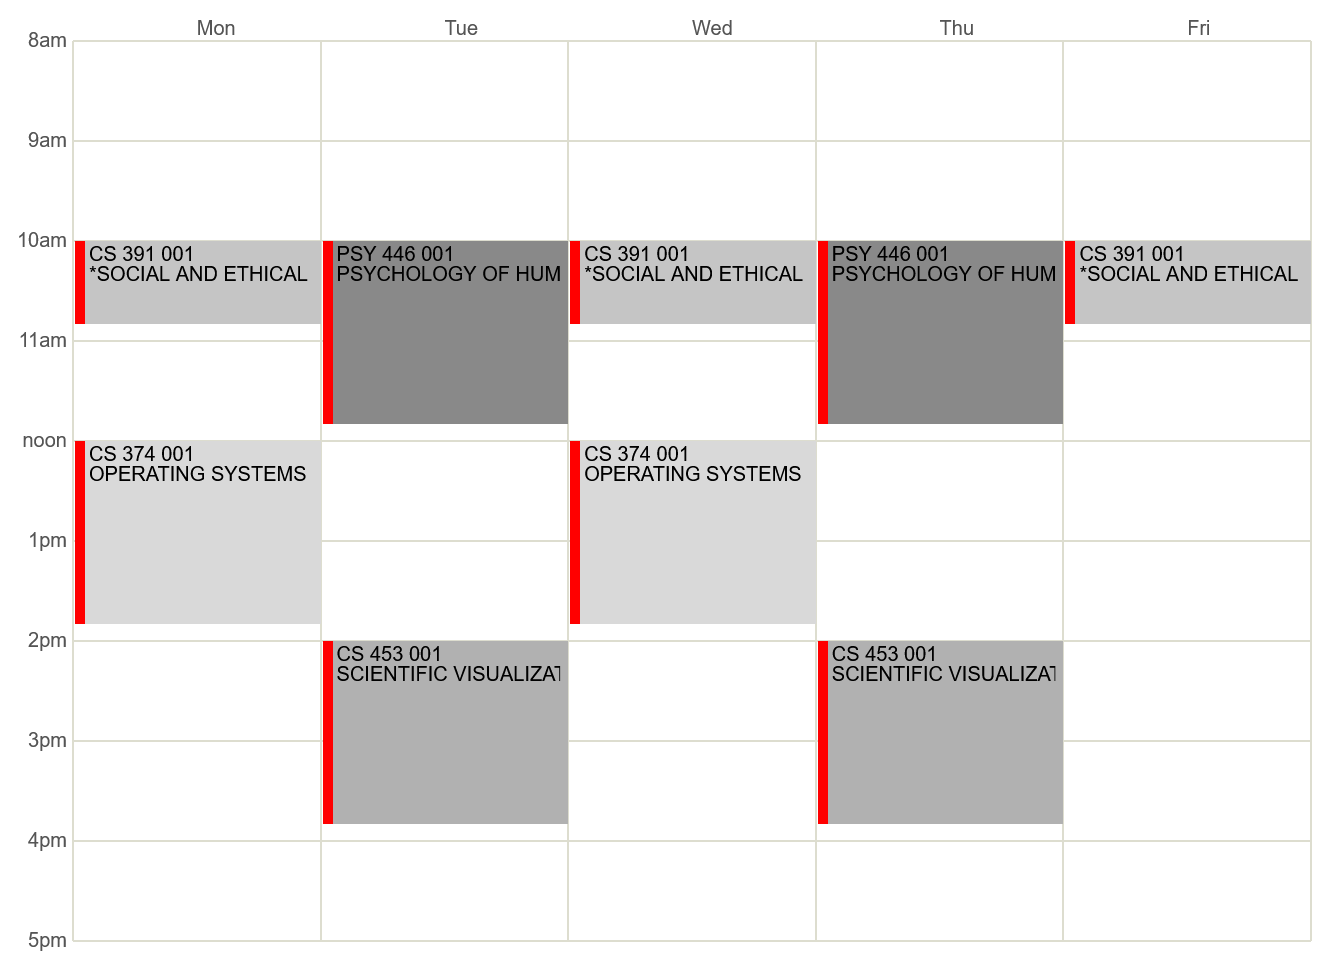 Mon Tue Wed Thu Fri
8am
9am
10am
CS 391 001 PSY 446 001 CS 391 001 PSY 446 001 CS 391 001
*SOCIAL AND ETHICAL PSYCHOLOGY OF HUM *SOCIAL AND ETHICAL PSYCHOLOGY OF HUM *SOCIAL AND ETHICAL
11am
noon
CS 374 001 CS 374 001
OPERATING SYSTEMS OPERATING SYSTEMS
1pm
2pm
CS 453 001 CS 453 001
SCIENTIFIC VISUALIZAT SCIENTIFIC VISUALIZAT
3pm
4pm
5pm